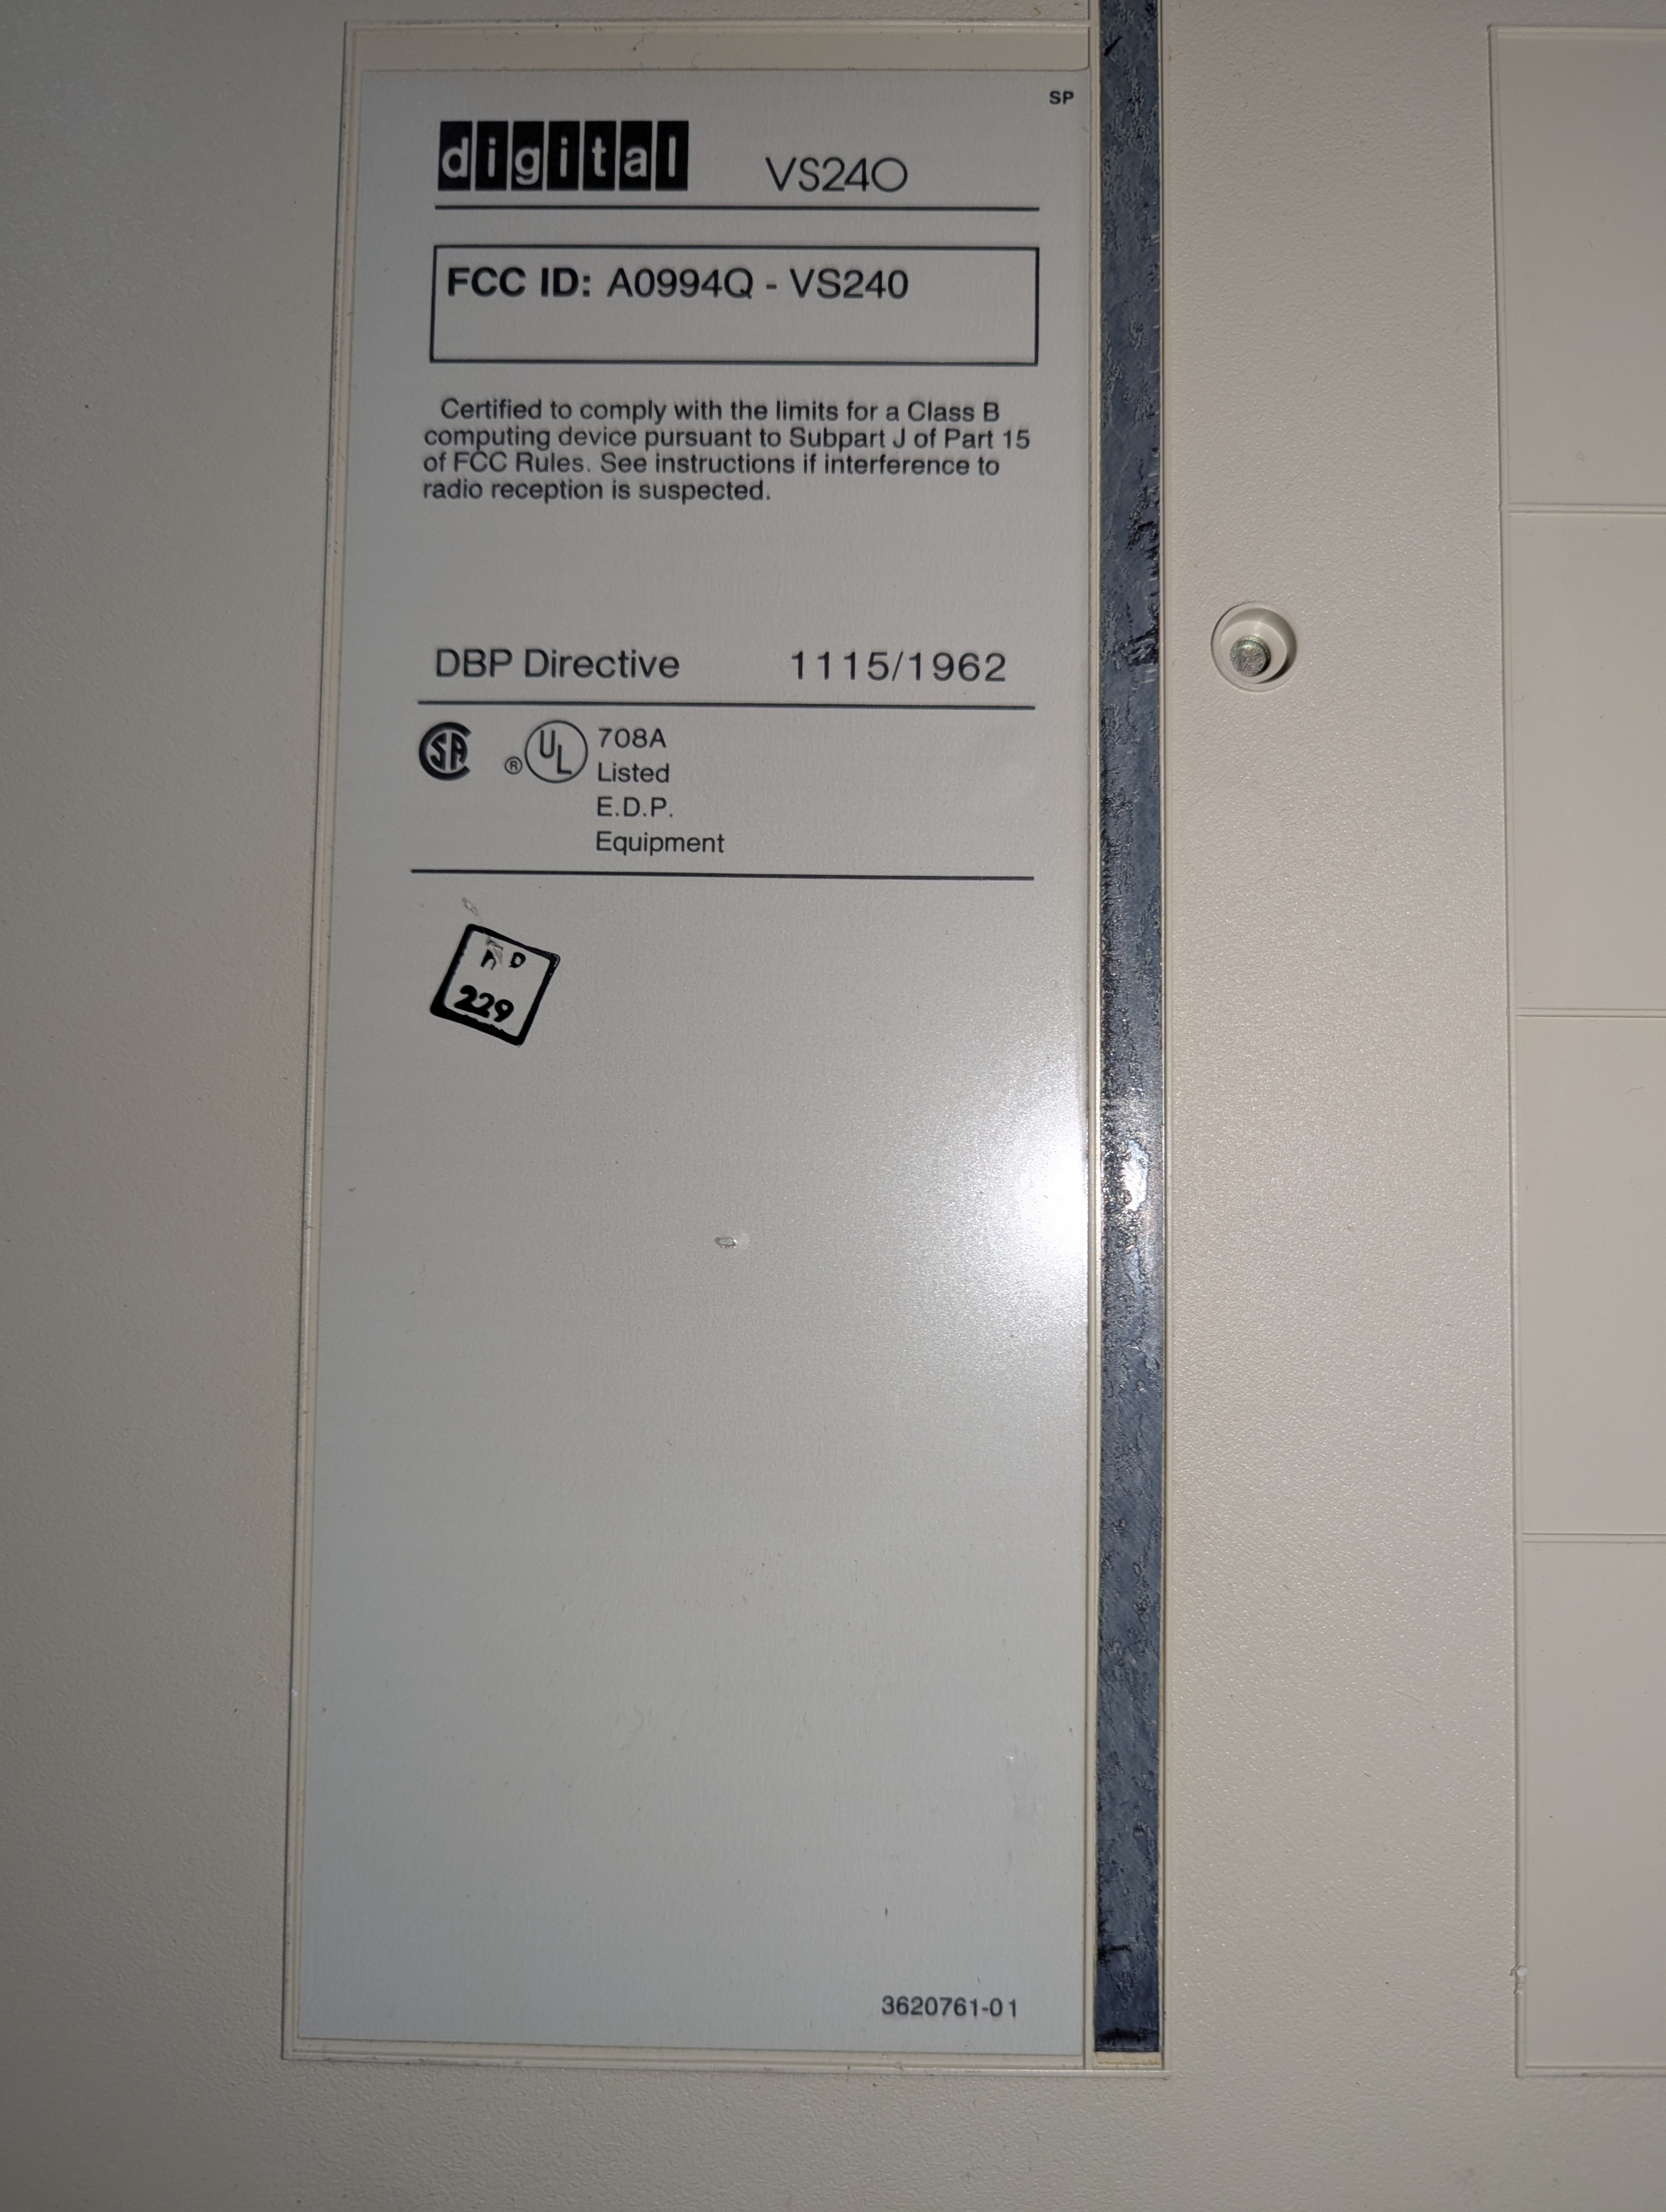 SP
digital VS240
FCC ID: A0994Q - VS240
Certified to comply with the limits for a Class B
computing device pursuant to Subpart J of Part 15
of FCC Rules. See instructions if interference to
radio reception is suspected.
DBP Directive 1115/1962
SA ® UL 708A
Listed
E.D.P.
Equipment
229
3620761-01